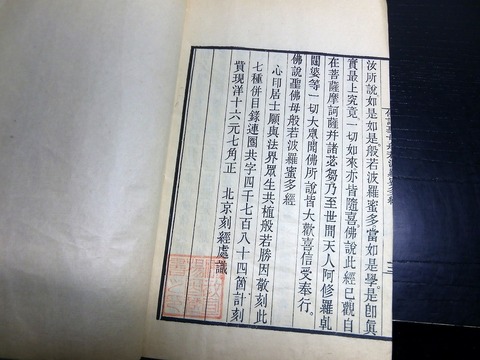 汝所說如是如是般若波羅蜜多當如是學。是卽眞
實最上究竟一切如來亦皆隨喜佛說此經已觀自
在菩薩摩訶薩幷諸苾芻乃至世間天人阿修羅乹
闥婆等一切大眾聞佛所說皆大歡喜信受奉行。
佛說聖佛母般若波羅蜜多經
心印居士願與法界眾生共植般若勝因敬刻此
七種併目錄連圈共字四千七百八十四箇計刻
貲現洋十六元七角正　北京刻經處識